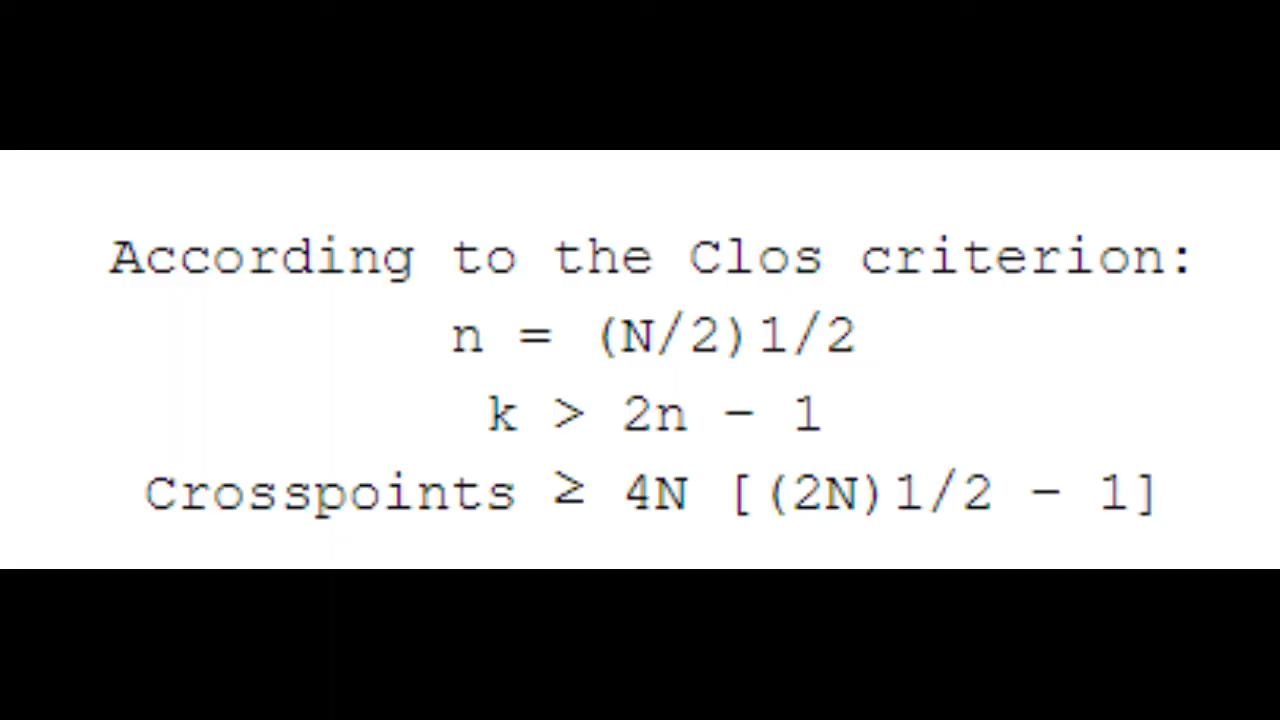 According to the Clos criterion:
n = (N/2)1/2
k > 2n – 1
Crosspoints ≥ 4N [(2N)1/2 – 1]